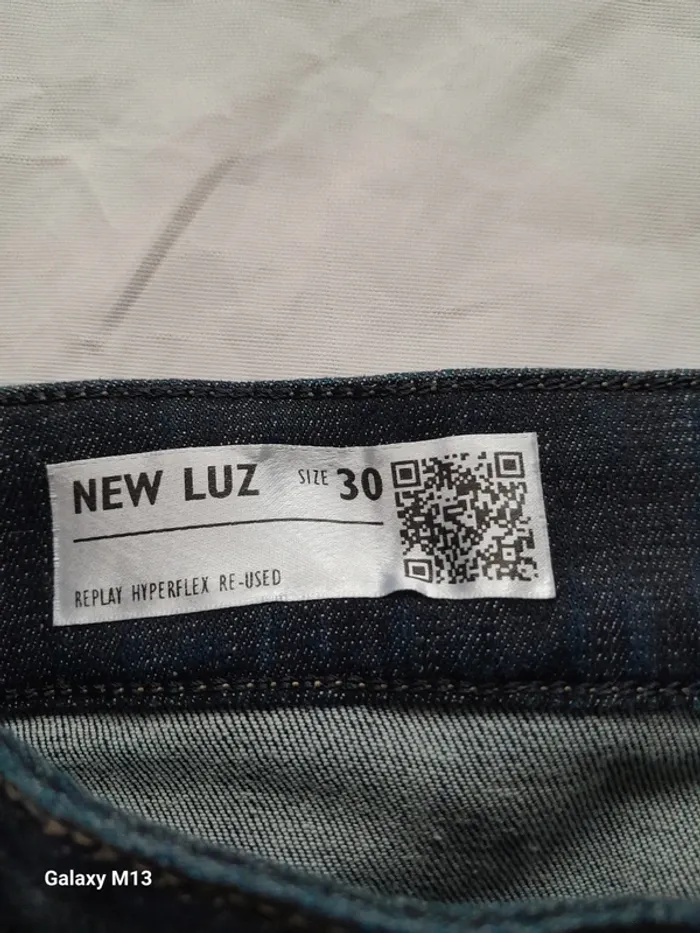 NEW LUZ SIZE 30
REPLAY HYPERFLEX RE-USED
Galaxy M13